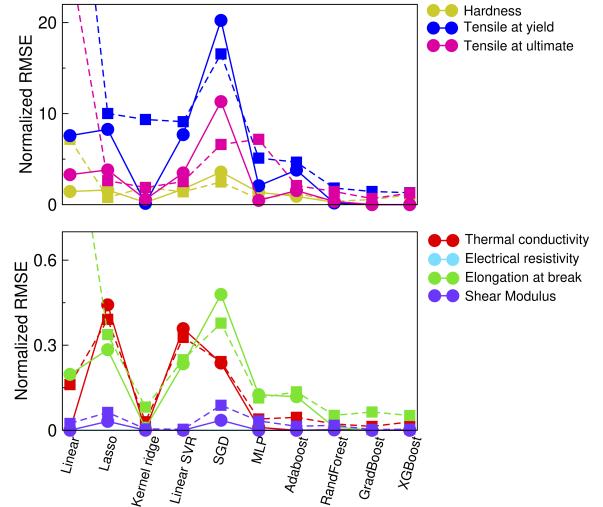 Normalized RMSE
20
10
0
Hardness
Tensile at yield
Tensile at ultimate
Normalized RMSE
0.6
0.3
0
Thermal conductivity
Electrical resistivity
Elongation at break
Shear Modulus
Linear
Lasso
Kernel ridge
Linear SVR
SGD
MLP
Adaboost
RandForest
GradBoost
XGBoost